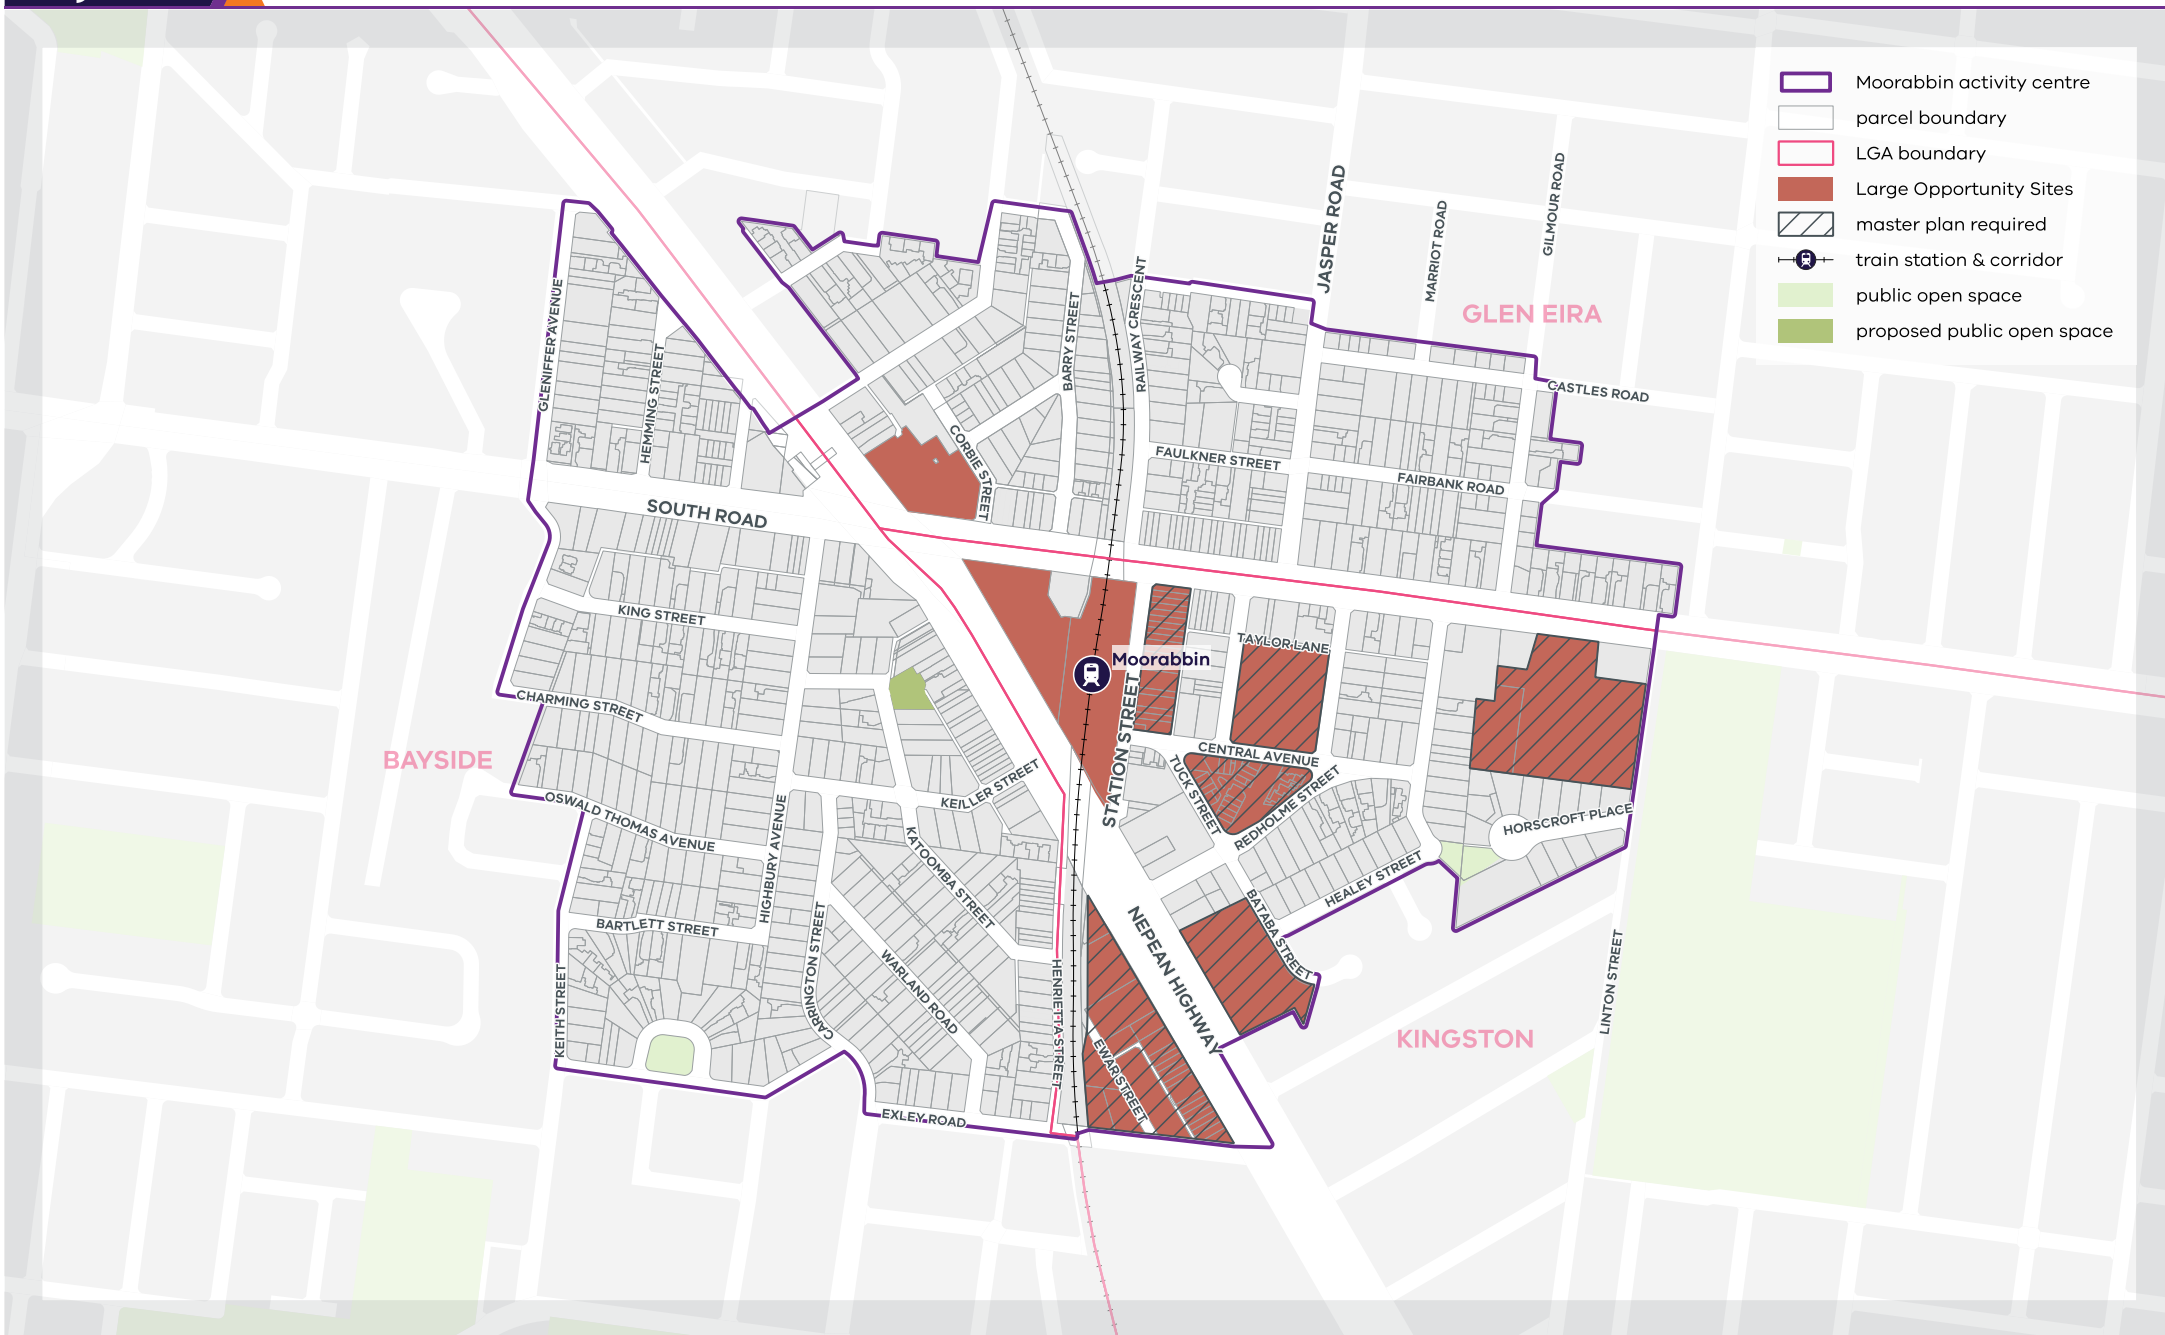 Moorabbin activity centre
parcel boundary
LGA boundary
Large Opportunity Sites
master plan required
train station & corridor
public open space
proposed public open space
JASPER ROAD
MARRIOT ROAD
GILMOUR ROAD
GLEN EIRA
GLENIFFER AVENUE
HEMMING STREET
BARRY STREET
RAILWAY CRESCENT
CASTLES ROAD
CORBIE STREET
FAULKNER STREET
FAIRBANK ROAD
SOUTH ROAD
KING STREET
TAYLOR LANE
Moorabbin
CHARMING STREET
STATION STREET
CENTRAL AVENUE
BAYSIDE
TUCK STREET
REDHOLME STREET
KEILLER STREET
OSWALD THOMAS AVENUE
HORSCROFT PLACE
HIGHBURY AVENUE
KATOOMBA STREET
HEALEY STREET
BATABA STREET
BARTLETT STREET
CARRINGTON STREET
WARLAND ROAD
NEPEAN HIGHWAY
KEITH STREET
HENRIETTA STREET
LINTON STREET
KINGSTON
EWAR STREET
EXLEY ROAD